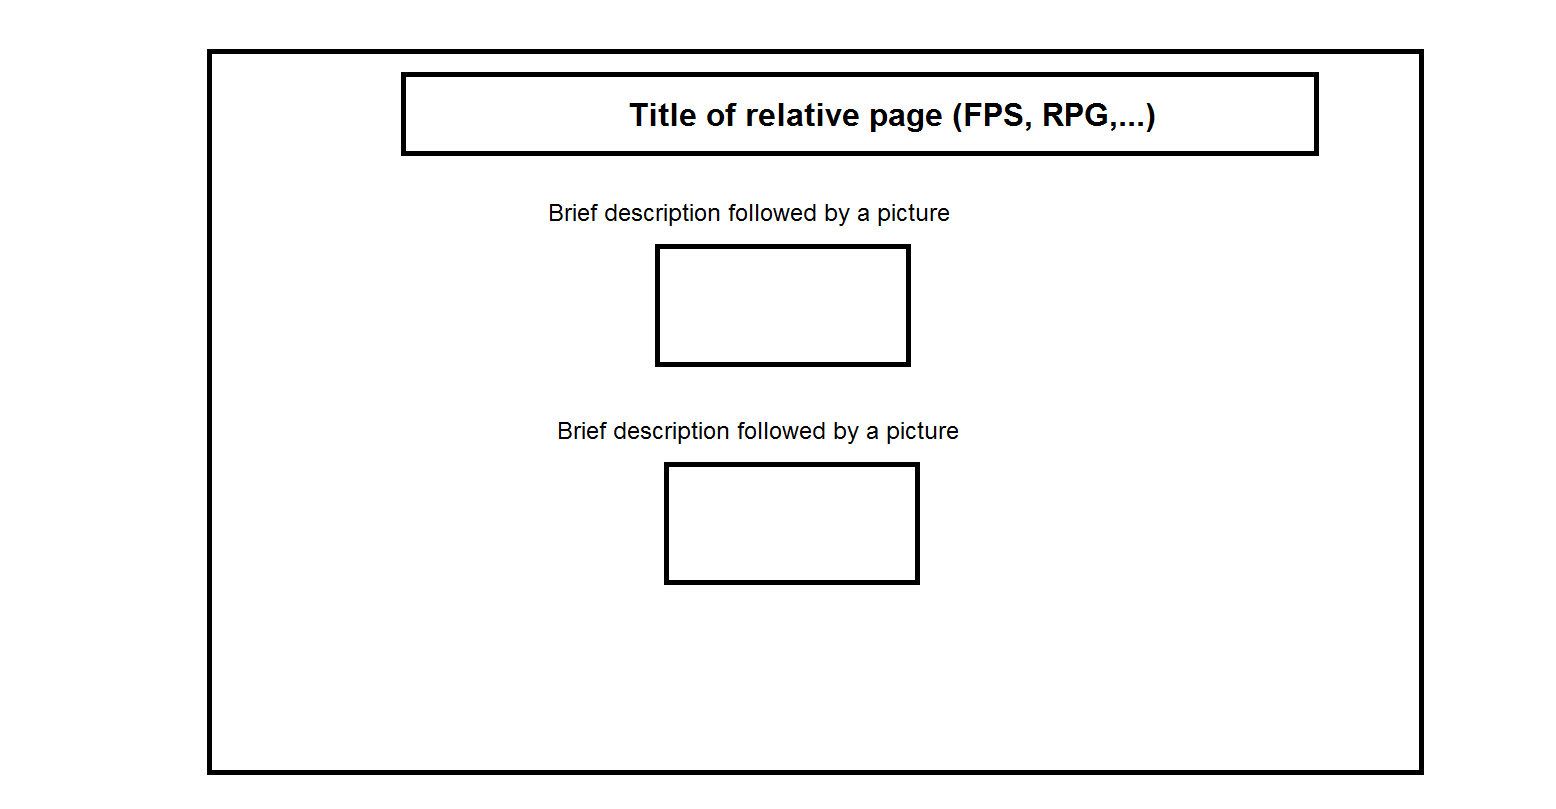 Title of relative page (FPS, RPG,...)
Brief description followed by a picture
Brief description followed by a picture